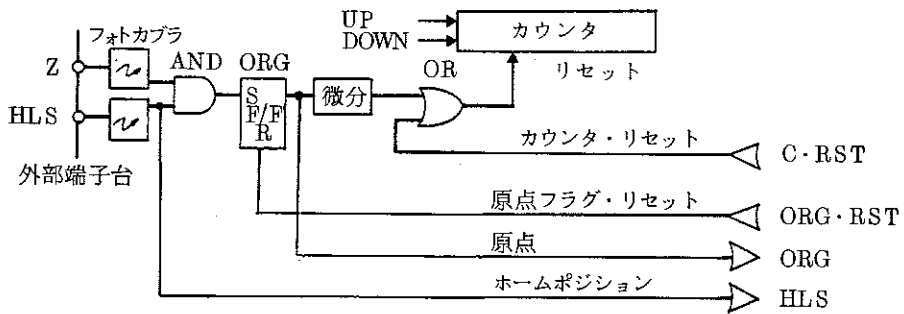 UP
DOWN
カウンタ
リセット
フォトカプラ
Z
AND
ORG
OR
S
F/F
R
微分
HLS
外部端子台
カウンタ・リセット
C・RST
原点フラグ・リセット
ORG・RST
原点
ORG
ホームポジション
HLS